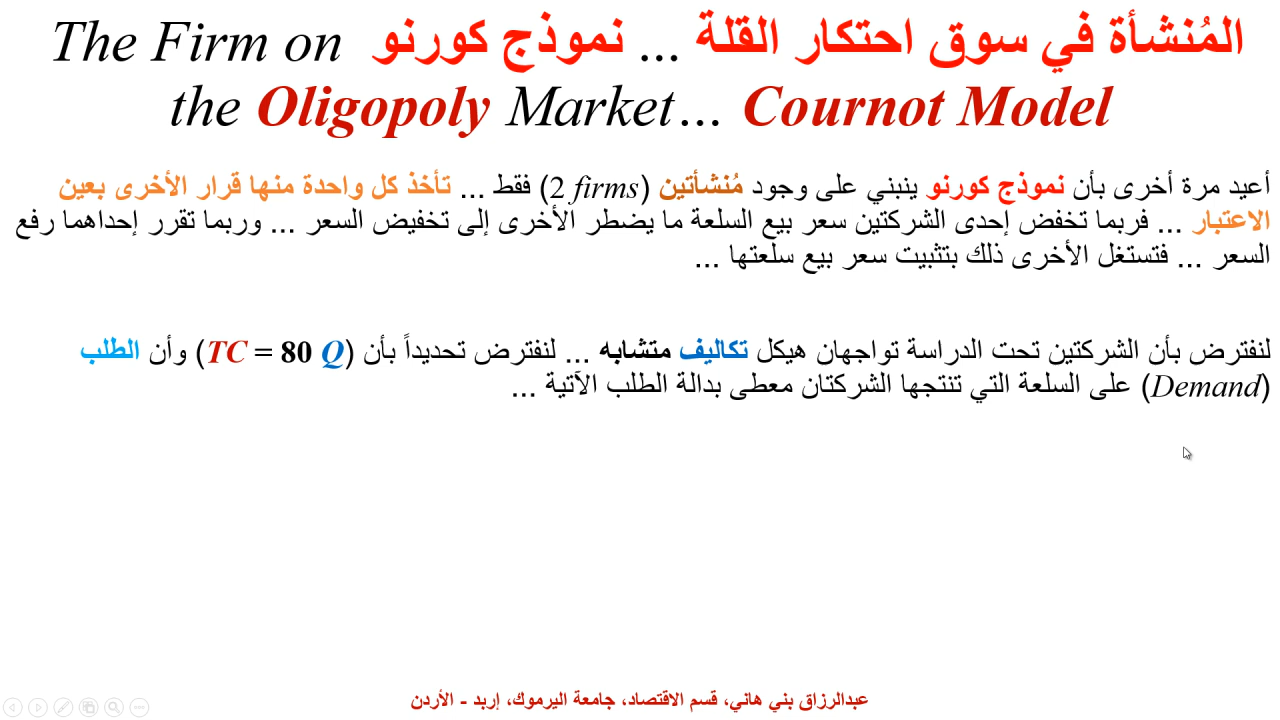 المُنشأة في سوق احتكار القلة ... نموذج كورنو The Firm on
the Oligopoly Market... Cournot Model
أعيد مرة أخرى بأن نموذج كورنو ينبني على وجود مُنشأتين (2 firms) فقط ... تأخذ كل واحدة منها قرار الأخرى بعين
الاعتبار ... فربما تخفض إحدى الشركتين سعر بيع السلعة ما يضطر الأخرى إلى تخفيض السعر ... وربما تقرر إحداهما رفع
السعر ... فتستغل الأخرى ذلك بتثبيت سعر بيع سلعتها ...
لنفترض بأن الشركتين تحت الدراسة تواجهان هيكل تكاليف متشابه ... لنفترض تحديداً بأن (TC = 80 Q) وأن الطلب
(Demand) على السلعة التي تنتجها الشركتان معطى بدالة الطلب الآتية ...
عبدالرزاق بني هاني، قسم الاقتصاد، جامعة اليرموك، إربد - الأردن